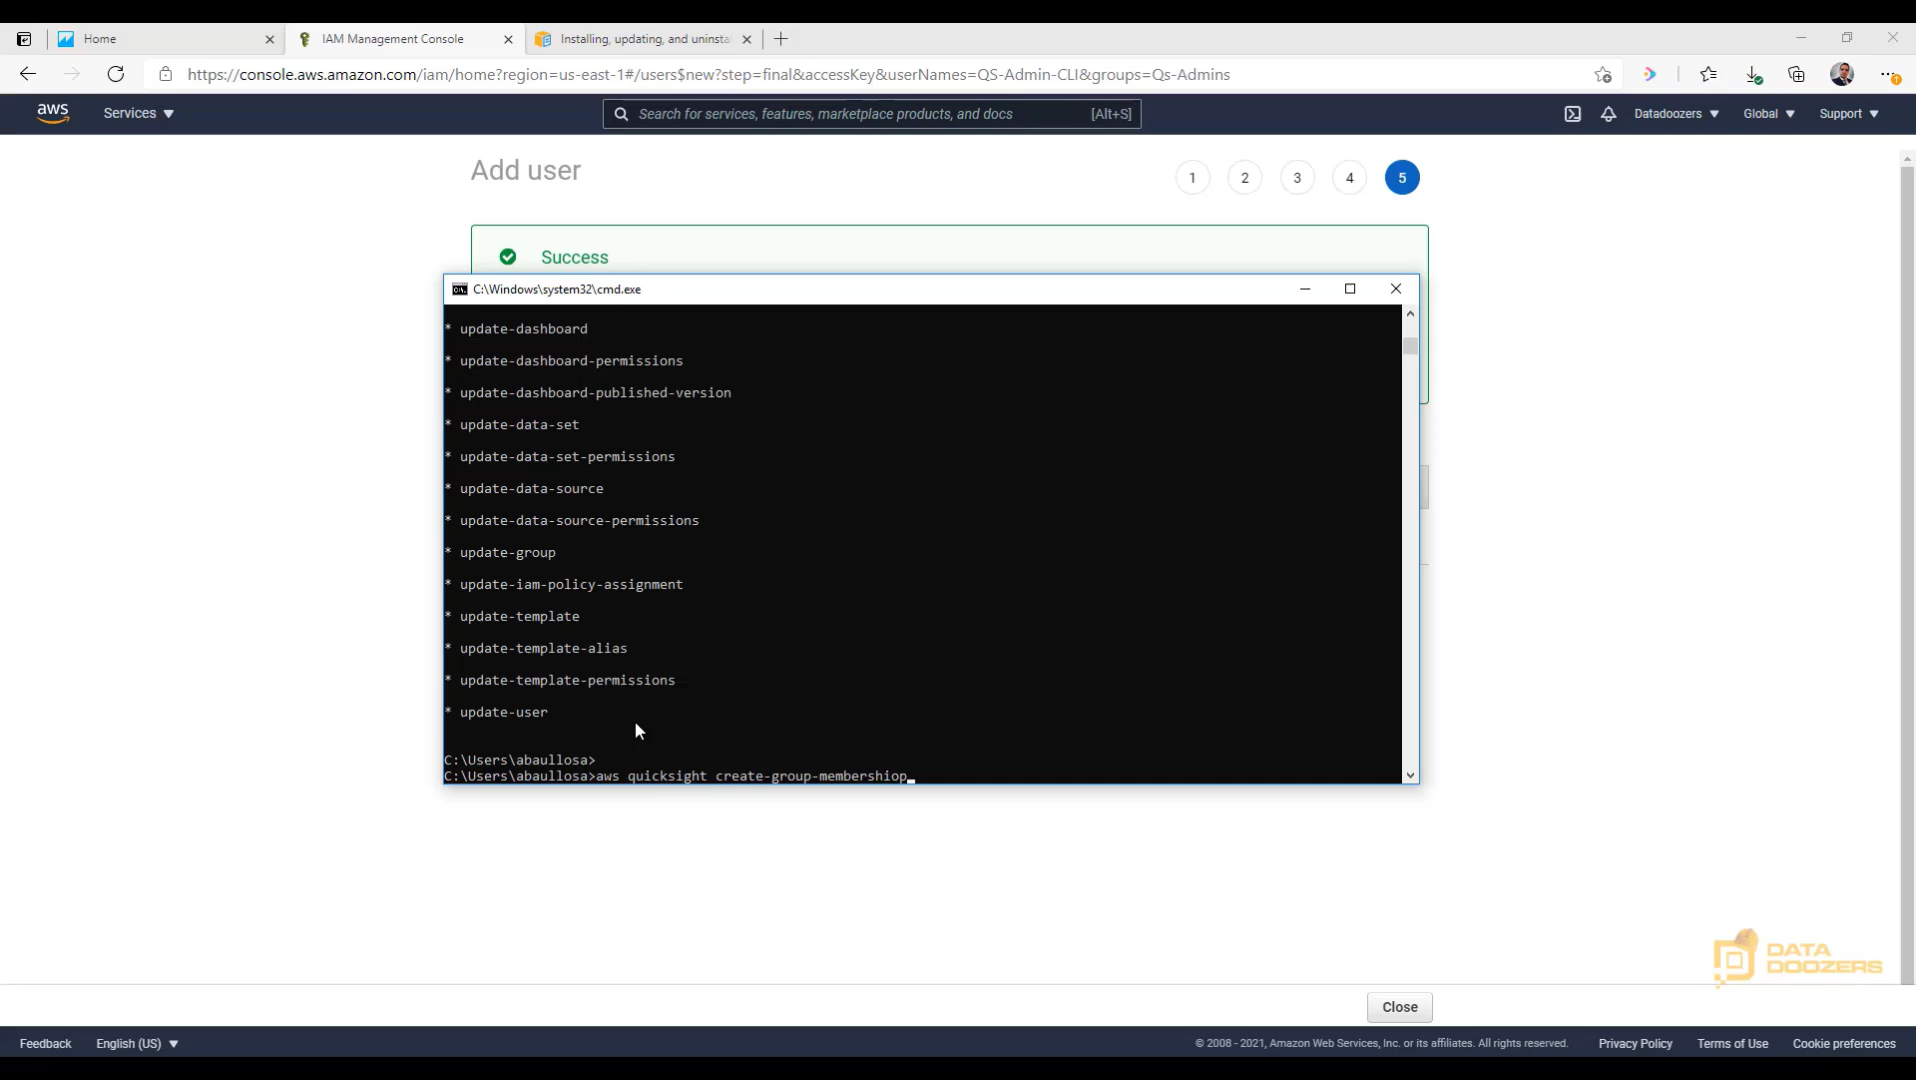 Home
IAM Management Console
Installing, updating, and uninsta
https://console.aws.amazon.com/iam/home?region=us-east-1#/users$new?step=final&accessKey&userNames=QS-Admin-CLI&groups=Qs-Admins
aws
Services
Search for services, features, marketplace products, and docs
[Alt+S]
Datadoozers
Global
Support
Add user
1
2
3
4
5
Success
C:\Windows\system32\cmd.exe
* update-dashboard
* update-dashboard-permissions
* update-dashboard-published-version
* update-data-set
* update-data-set-permissions
* update-data-source
* update-data-source-permissions
* update-group
* update-iam-policy-assignment
* update-template
* update-template-alias
* update-template-permissions
* update-user
C:\Users\abaullosa>
C:\Users\abaullosa>aws quicksight create-group-membershiop_
DATA
DOOZERS
Close
Feedback
English (US)
© 2008 - 2021, Amazon Web Services, Inc. or its affiliates. All rights reserved.
Privacy Policy
Terms of Use
Cookie preferences